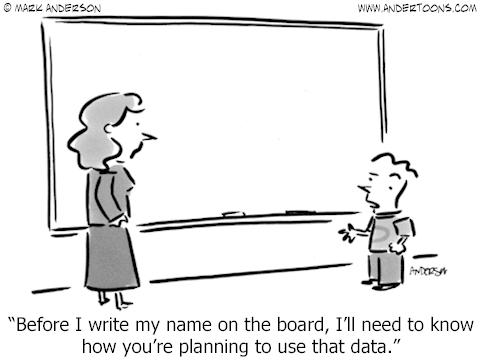 © MARK ANDERSON
WWW.ANDERTOONS.COM
ANDERSON
“Before I write my name on the board, I’ll need to know
how you’re planning to use that data.”